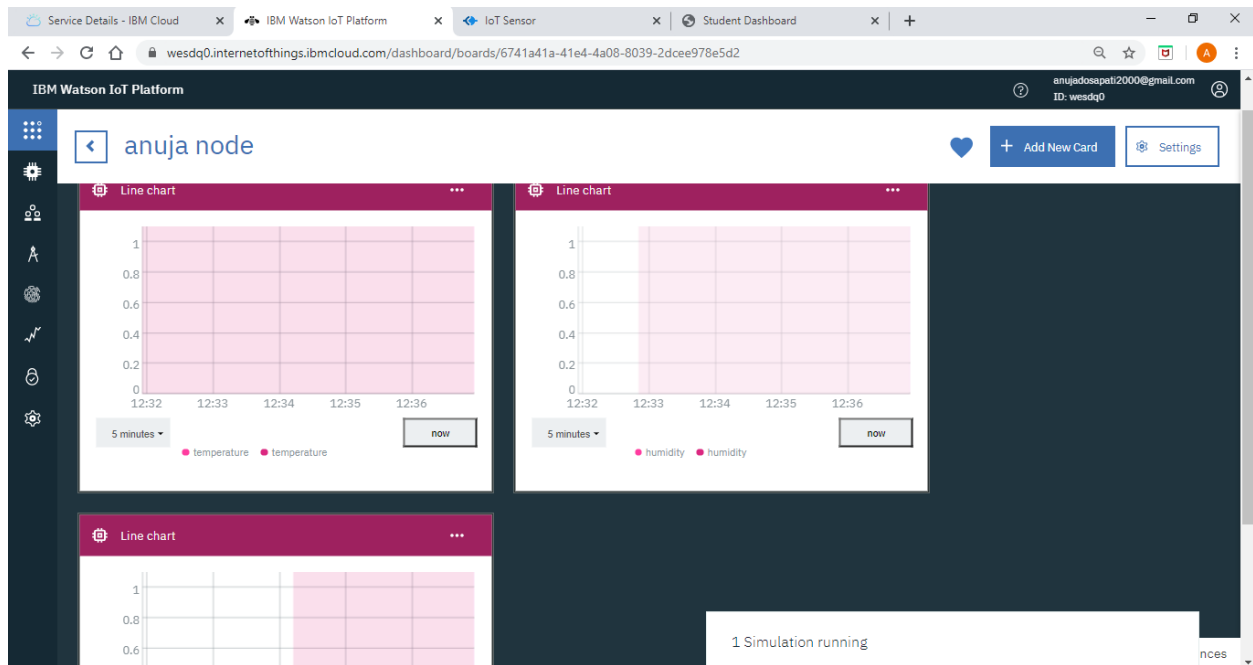 Service Details - IBM Cloud
IBM Watson IoT Platform
IoT Sensor
Student Dashboard
wesdq0.internetofthings.ibmcloud.com/dashboard/boards/6741a41a-41e4-4a08-8039-2dcee978e5d2
A
IBM Watson IoT Platform
anujadosapati2000@gmail.com
ID: wesdq0
anuja node
+ Add New Card
Settings
Line chart
1
0.8
0.6
0.4
0.2
0
12:32 12:33 12:34 12:35 12:36
5 minutes
now
temperature temperature
Line chart
1
0.8
0.6
0.4
0.2
0
12:32 12:33 12:34 12:35 12:36
5 minutes
now
humidity humidity
Line chart
1
0.8
0.6
1 Simulation running
nces